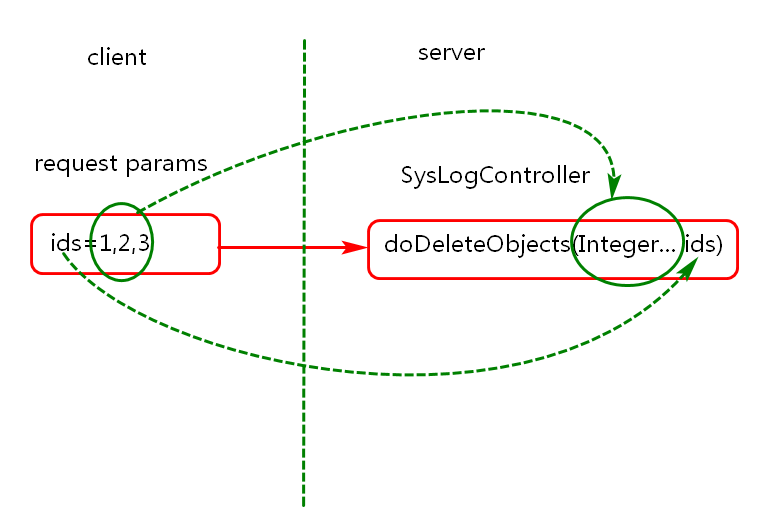 client
server
request params
SysLogController
ids=1,2,3
doDeleteObjects(Integer... ids)